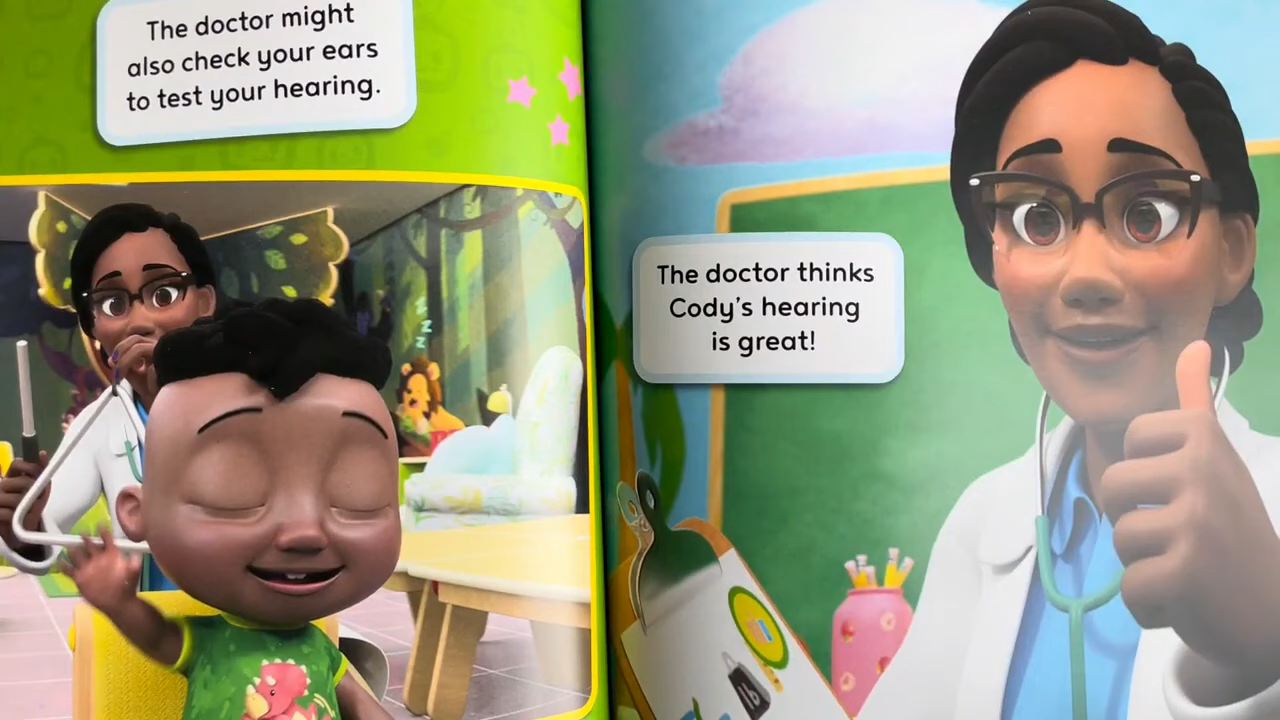 The doctor might
also check your ears
to test your hearing.
z
N
Z
The doctor thinks
Cody's hearing
is great!